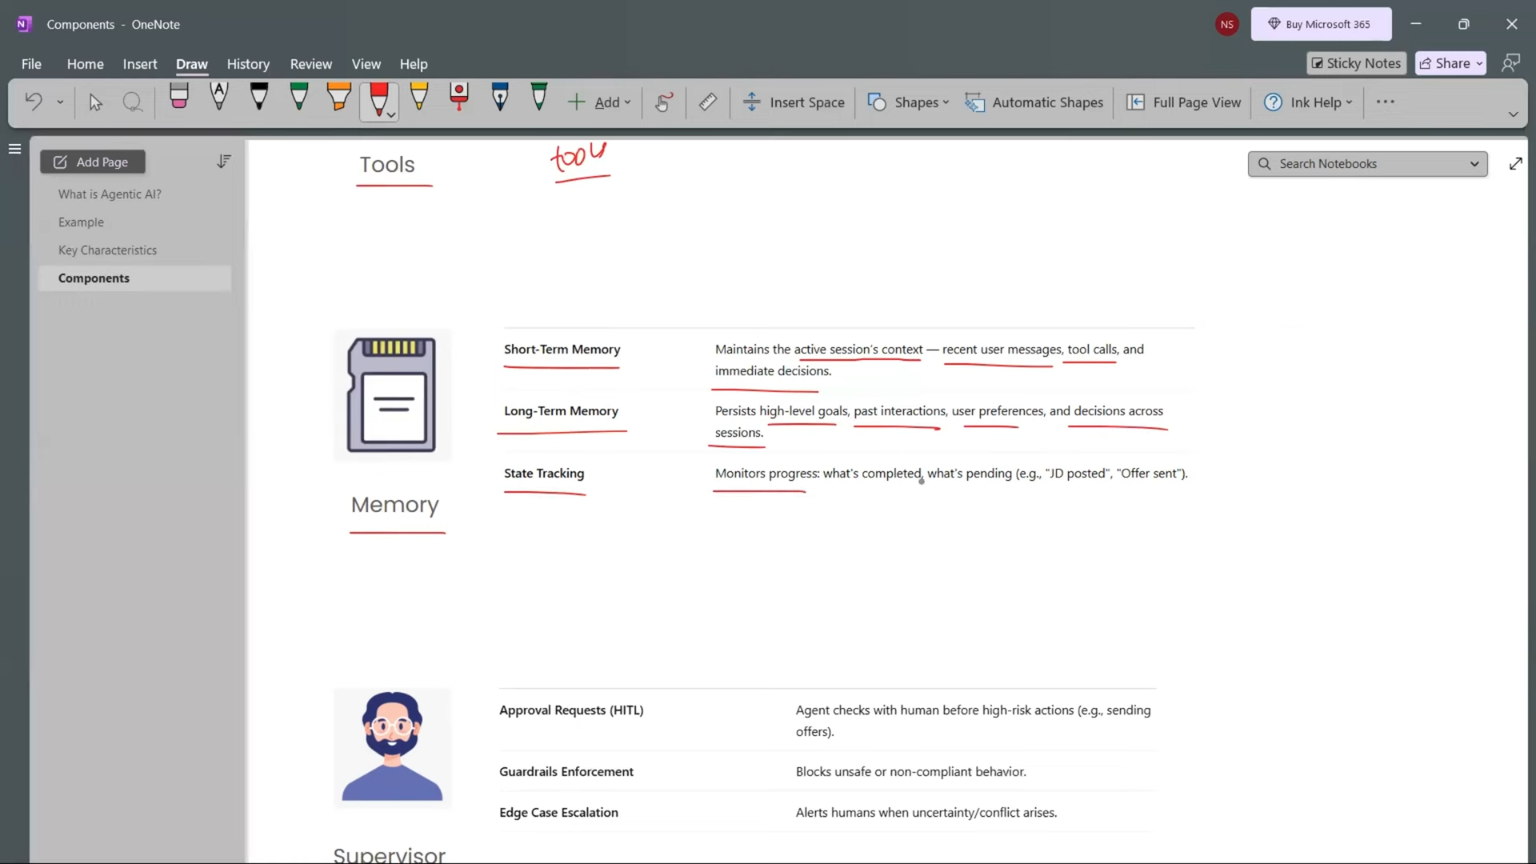 Components - OneNote
NS
Buy Microsoft 365
File Home Insert Draw History Review View Help
Sticky Notes
Share
A
Add
Insert Space
Shapes
Automatic Shapes
Full Page View
Ink Help
Add Page
Search Notebooks
What is Agentic AI?
Example
Key Characteristics
Components
Tools
tools
Short-Term Memory
Maintains the active session's context — recent user messages, tool calls, and
immediate decisions.
Long-Term Memory
Persists high-level goals, past interactions, user preferences, and decisions across
sessions.
State Tracking
Monitors progress: what's completed, what's pending (e.g., "JD posted", "Offer sent").
Memory
Approval Requests (HITL)
Agent checks with human before high-risk actions (e.g., sending
offers).
Guardrails Enforcement
Blocks unsafe or non-compliant behavior.
Edge Case Escalation
Alerts humans when uncertainty/conflict arises.
Supervisor